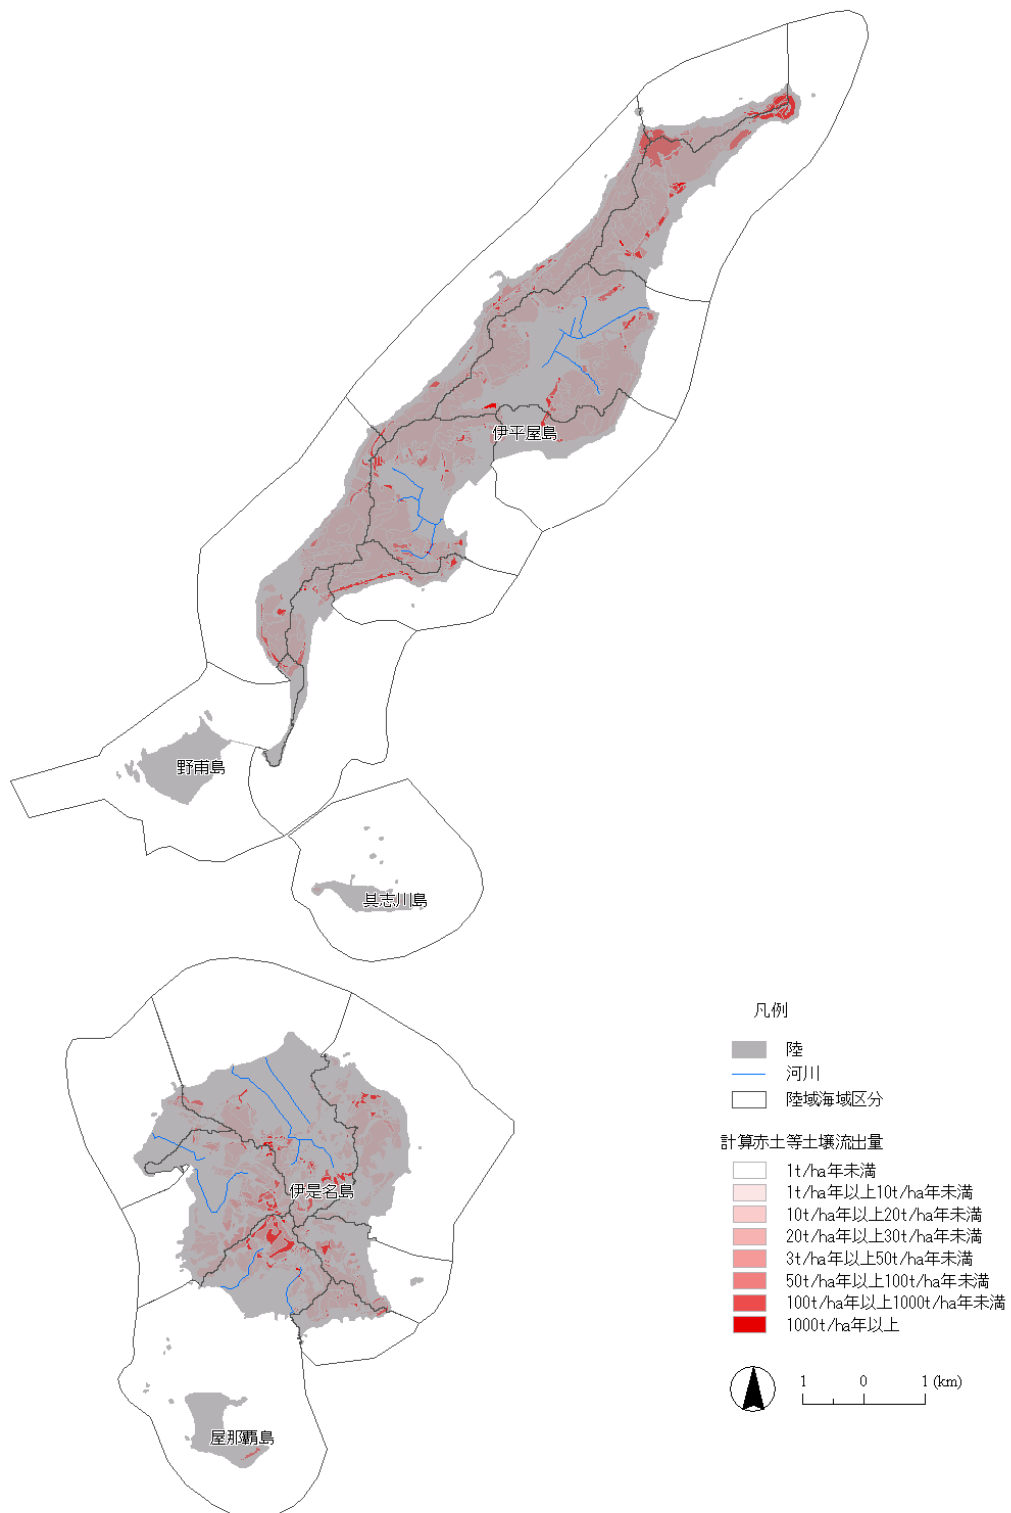 伊平屋島
野甫島
具志川島
凡例
陸
河川
陸域海域区分
計算赤土等土壌流出量
1t/ha年未満
1t/ha年以上10t/ha年未満
10t/ha年以上20t/ha年未満
20t/ha年以上30t/ha年未満
3t/ha年以上50t/ha年未満
50t/ha年以上100t/ha年未満
100t/ha年以上1000t/ha年未満
1000t/ha年以上
伊是名島
1 0 1 (km)
屋那覇島